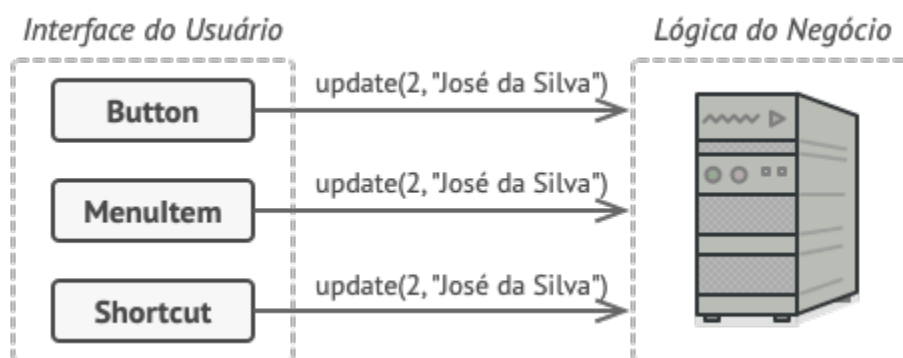 Interface do Usuário
Lógica do Negócio
Button
update(2, "José da Silva")
MenuItem
update(2, "José da Silva")
Shortcut
update(2, "José da Silva")